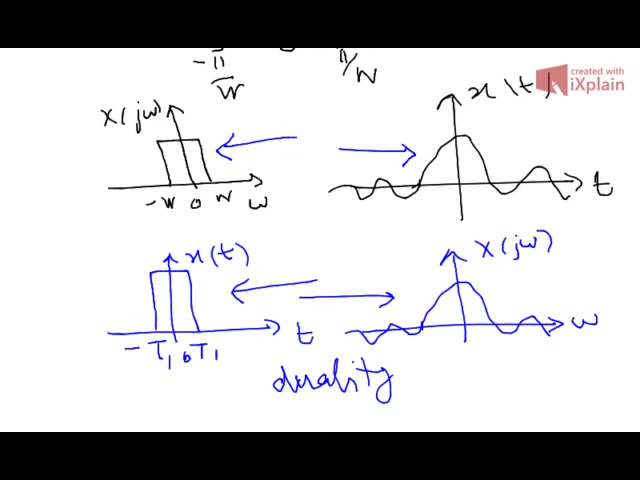 -π/W π/W
created with
iXplain
X(jω) x(t)
-W 0 W ω t
x(t) X(jω)
-T₁ 0 T₁ t ω
duality